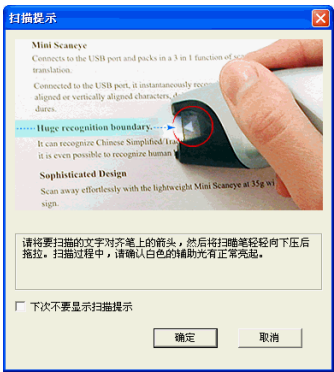 扫描提示
Mini Scaneye
Connects to the USB port and packs in a 3 in 1 function of
translation.
Connected to the USB port, it instantaneously
aligned or vertically aligned characters,
dures.
Huge recognition boundary.
It can recognize Chinese Simplified
it is even possible to recognize human
Sophisticated Design
Scan away effortlessly with the lightweight Mini Scaneye at 35g
sign.
请将要扫描的文字对齐笔上的箭头，然后将扫瞄笔轻轻向下压后
拖拉。扫描过程中，请确认白色的辅助光有正常亮起。
下次不要显示扫描提示
确定
取消